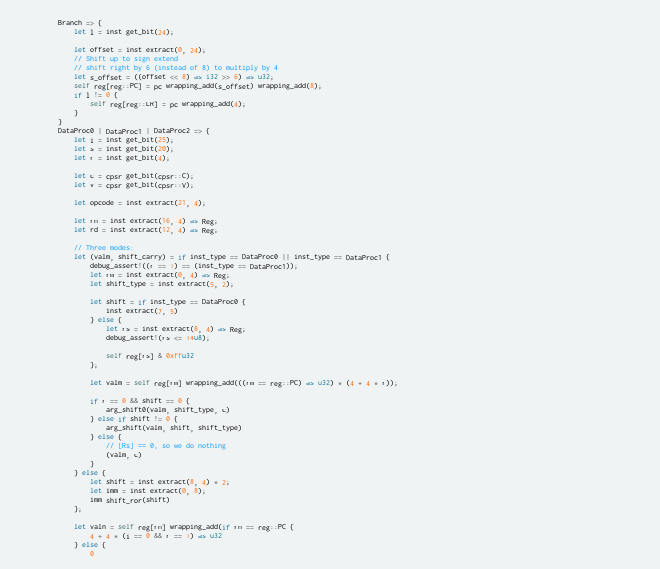 Branch => {
let l = inst get_bit(24);
let offset = inst extract(0, 24);
// Shift up to sign extend
// shift right by 6 (instead of 8) to multiply by 4
let s_offset = ((offset << 8) as i32 >> 6) as u32;
self reg[reg::PC] = pc wrapping_add(s_offset) wrapping_add(8);
if l != 0 {
self reg[reg::LR] = pc wrapping_add(4);
}
}
DataProc0 | DataProc1 | DataProc2 => {
let i = inst get_bit(25);
let s = inst get_bit(20);
let r = inst get_bit(4);
let c = cpsr get_bit(cpsr::C);
let v = cpsr get_bit(cpsr::V);
let opcode = inst extract(21, 4);
let rn = inst extract(16, 4) as Reg;
let rd = inst extract(12, 4) as Reg;
// Three modes:
let (valm, shift_carry) = if inst_type == DataProc0 || inst_type == DataProc1 {
debug_assert!((r == 1) == (inst_type == DataProc1));
let rm = inst extract(0, 4) as Reg;
let shift_type = inst extract(5, 2);
let shift = if inst_type == DataProc0 {
inst extract(7, 5)
} else {
let rs = inst extract(8, 4) as Reg;
debug_assert!(rs <= 14u8);
self reg[rs] & 0xffu32
};
let valm = self reg[rm] wrapping_add(((rm == reg::PC) as u32) * (4 + 4 * r));
if r == 0 && shift == 0 {
arg_shift0(valm, shift_type, c)
} else if shift != 0 {
arg_shift(valm, shift, shift_type)
} else {
// [Rs] == 0, so we do nothing
(valm, c)
}
} else {
let shift = inst extract(8, 4) * 2;
let imm = inst extract(0, 8);
imm shift_ror(shift)
};
let valn = self reg[rn] wrapping_add(if rn == reg::PC {
4 + 4 * (i == 0 && r == 1) as u32
} else {
0